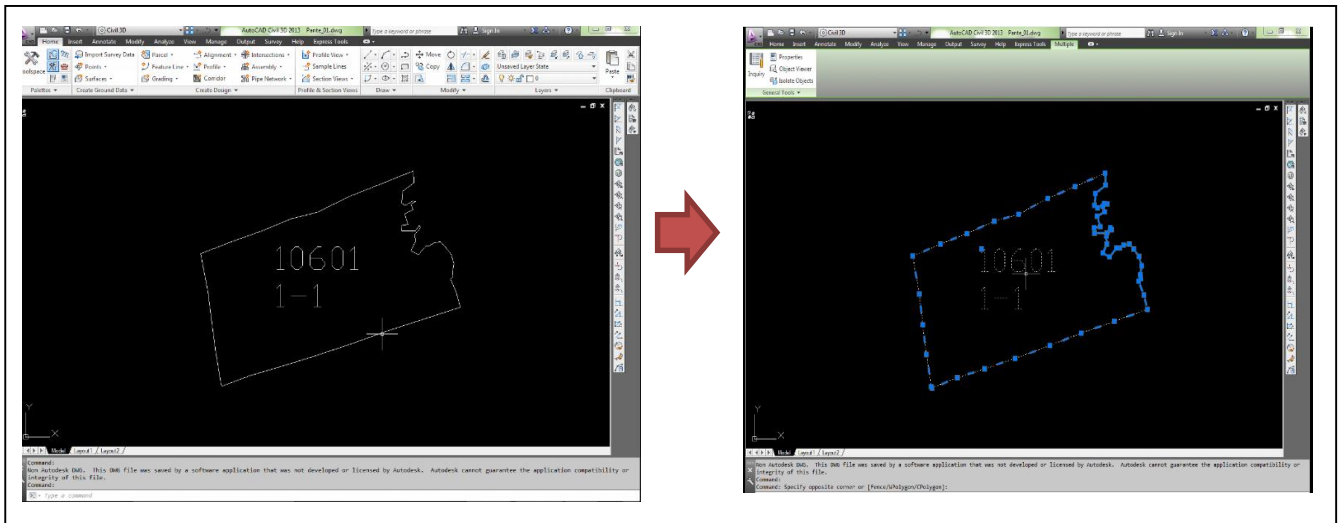 Civil 3D
AutoCAD Civil 3D 2013 Pente_01.dwg
Type a keyword or phrase
Sign In
Home Insert Annotate Modify Analyze View Manage Output Survey Help Express Tools
Import Survey Data Parcel Alignment Intersections Profile View Move Unsaved Layer State
Points Feature Line Profile Assembly Sample Lines Copy 0 Paste
Surfaces Grading Corridor Pipe Network Section Views
Palettes Create Ground Data Create Design Profile & Section Views Draw Modify Layers Clipboard
10601
1-1
Y
X
Model Layout1 Layout2
Command:
Non Autodesk DWG. This DWG file was saved by a software application that was not developed or licensed by Autodesk. Autodesk cannot guarantee the application compatibility or
integrity of this file.
Command:
Type a command
Civil 3D
AutoCAD Civil 3D 2013 Pente_01.dwg
Type a keyword or phrase
Sign In
Home Insert Annotate Modify Analyze View Manage Output Survey Help Express Tools Multiple
Properties
Object Viewer
Inquiry Isolate Objects
General Tools
10601
1-1
Y
X
Model Layout1 Layout2
Non Autodesk DWG. This DWG file was saved by a software application that was not developed or licensed by Autodesk. Autodesk cannot guarantee the application compatibility or
integrity of this file.
Command:
Command: Specify opposite corner or [Fence/WPolygon/CPolygon]: